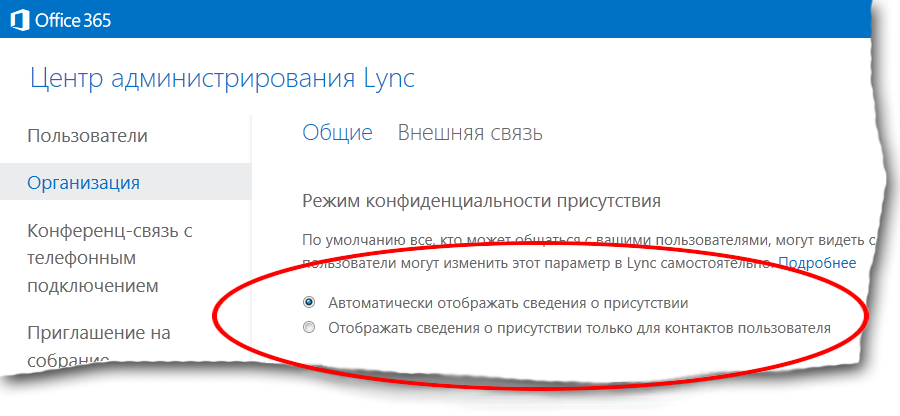 Office 365
Центр администрирования Lync
Пользователи
Организация
Конференц-связь с
телефонным
подключением
Приглашение на
собрание
Общие Внешняя связь
Режим конфиденциальности присутствия
По умолчанию все, кто может общаться с вашими пользователями, могут видеть с
пользователи могут изменить этот параметр в Lync самостоятельно. Подробнее
Автоматически отображать сведения о присутствии
Отображать сведения о присутствии только для контактов пользователя